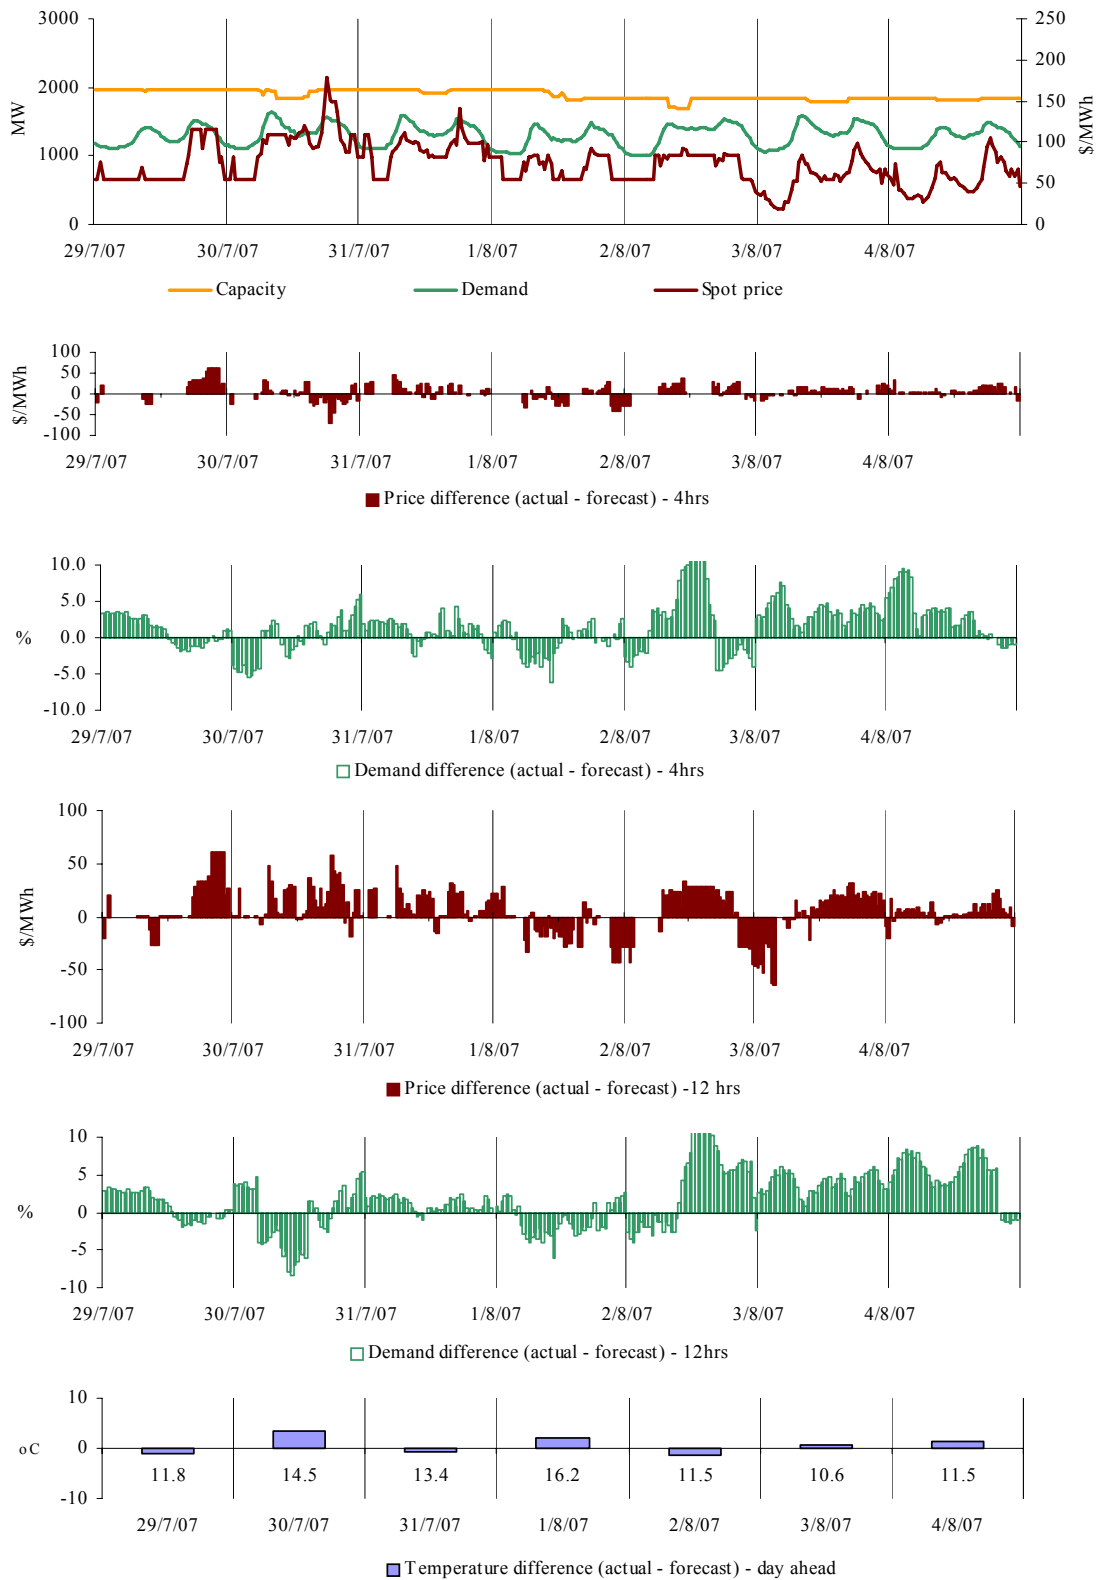 3000
2000
1000
0
MW
250
200
150
100
50
0
$/MWh
29/7/07 30/7/07 31/7/07 1/8/07 2/8/07 3/8/07 4/8/07
Capacity Demand Spot price
100
50
0
-50
-100
$/MWh
29/7/07 30/7/07 31/7/07 1/8/07 2/8/07 3/8/07 4/8/07
Price difference (actual - forecast) - 4hrs
10.0
5.0
0.0
-5.0
-10.0
%
29/7/07 30/7/07 31/7/07 1/8/07 2/8/07 3/8/07 4/8/07
Demand difference (actual - forecast) - 4hrs
100
50
0
-50
-100
$/MWh
29/7/07 30/7/07 31/7/07 1/8/07 2/8/07 3/8/07 4/8/07
Price difference (actual - forecast) -12 hrs
10
5
0
-5
-10
%
29/7/07 30/7/07 31/7/07 1/8/07 2/8/07 3/8/07 4/8/07
Demand difference (actual - forecast) - 12hrs
10
0
-10
oC
11.8 14.5 13.4 16.2 11.5 10.6 11.5
29/7/07 30/7/07 31/7/07 1/8/07 2/8/07 3/8/07 4/8/07
Temperature difference (actual - forecast) - day ahead